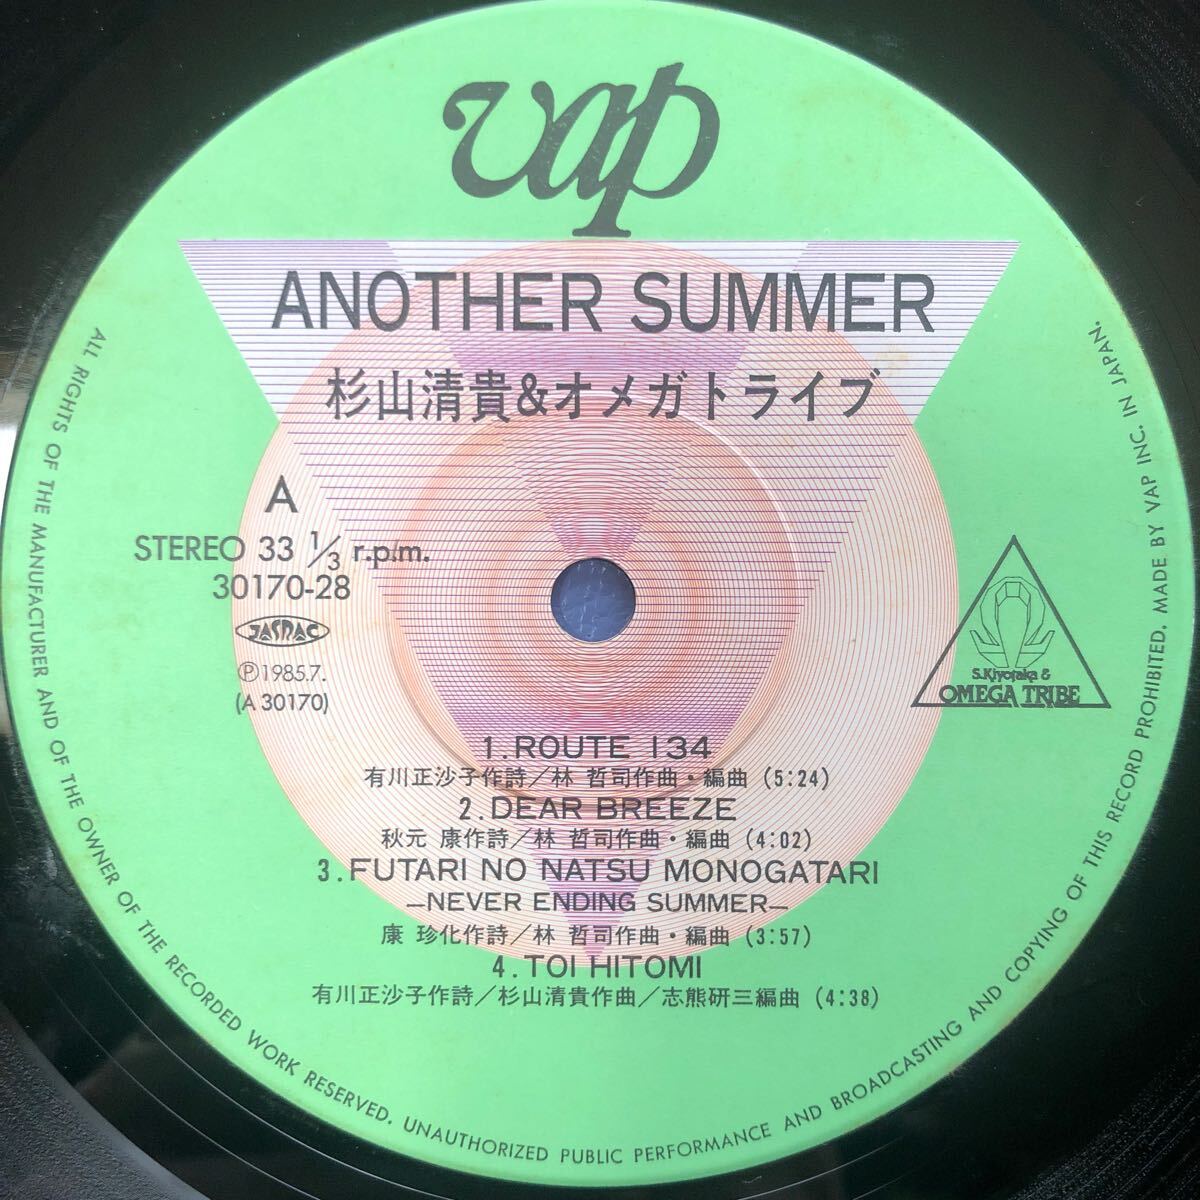 vap
ANOTHER SUMMER
杉山清貴&オメガトライブ
A
STEREO 33 1/3 r.p.m.
30170-28
JASRAC
Ⓟ1985.7.
(A 30170)
S.Kiyotaka &
OMEGA TRIBE
1.ROUTE 134
有川正沙子作詩/林 哲司作曲・編曲 (5:24)
2.DEAR BREEZE
秋元 康作詩/林 哲司作曲・編曲 (4:02)
3.FUTARI NO NATSU MONOGATARI
—NEVER ENDING SUMMER—
康 珍化作詩/林 哲司作曲・編曲 (3:57)
4.TOI HITOMI
有川正沙子作詩/杉山清貴作曲/志熊研三編曲 (4:38)
ALL RIGHTS OF THE MANUFACTURER AND OF THE OWNER OF THE RECORDED WORK RESERVED. UNAUTHORIZED PUBLIC PERFORMANCE AND BROADCASTING AND COPYING OF THIS RECORD PROHIBITED. MADE BY VAP INC. IN JAPAN.